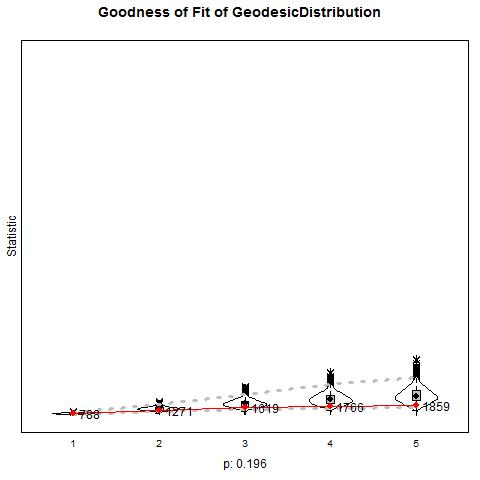 Goodness of Fit of GeodesicDistribution
Statistic
788
1271
1619
1766
1859
1 2 3 4 5
p: 0.196